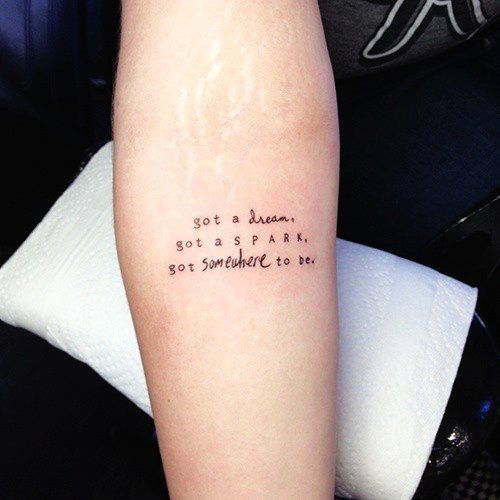 got a dream,
got a SPARK,
got somewhere to be.